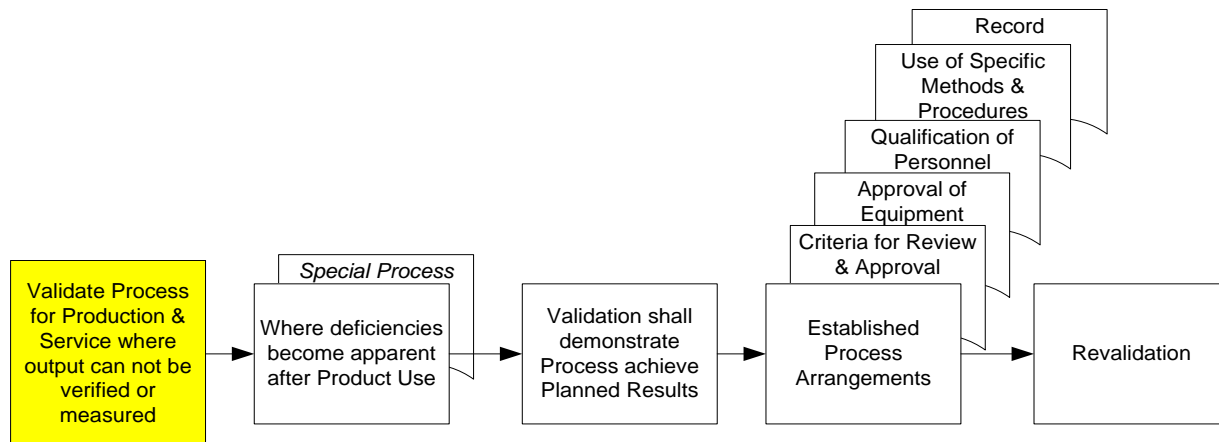 Record
Use of Specific
Methods &
Procedures
Qualification of
Personnel
Approval of
Equipment
Criteria for Review
& Approval
Special Process
Validate Process
for Production &
Service where
output can not be
verified or
measured
Where deficiencies
become apparent
after Product Use
Validation shall
demonstrate
Process achieve
Planned Results
Established
Process
Arrangements
Revalidation